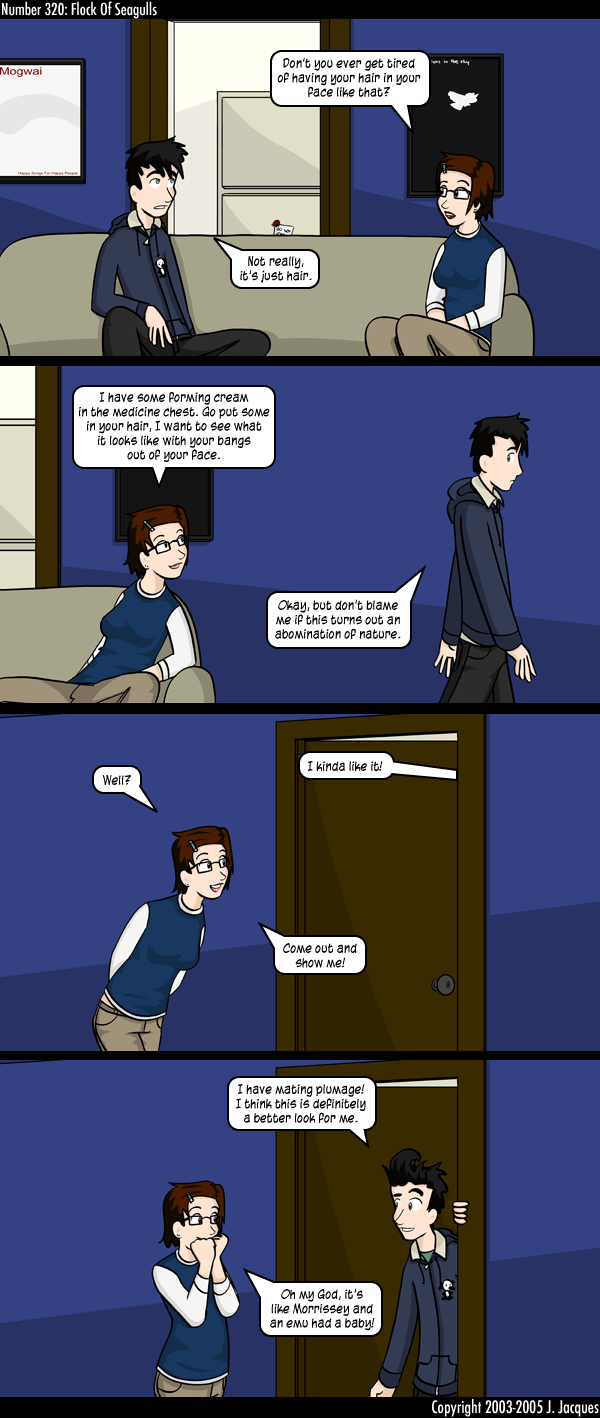 Number 320: Flock Of Seagulls
Mogwai
Happy Songs For Happy People
Don't you ever get tired
of having your hair in your
face like that?
in the sky
Not really,
it's just hair.
I have some forming cream
in the medicine chest. Go put some
in your hair, I want to see what
it looks like with your bangs
out of your face.
Okay, but don't blame
me if this turns out an
abomination of nature.
Well?
I kinda like it!
Come out and
show me!
I have mating plumage!
I think this is definitely
a better look for me.
Oh my God, it's
like Morrissey and
an emu had a baby!
Copyright 2003-2005 J. Jacques